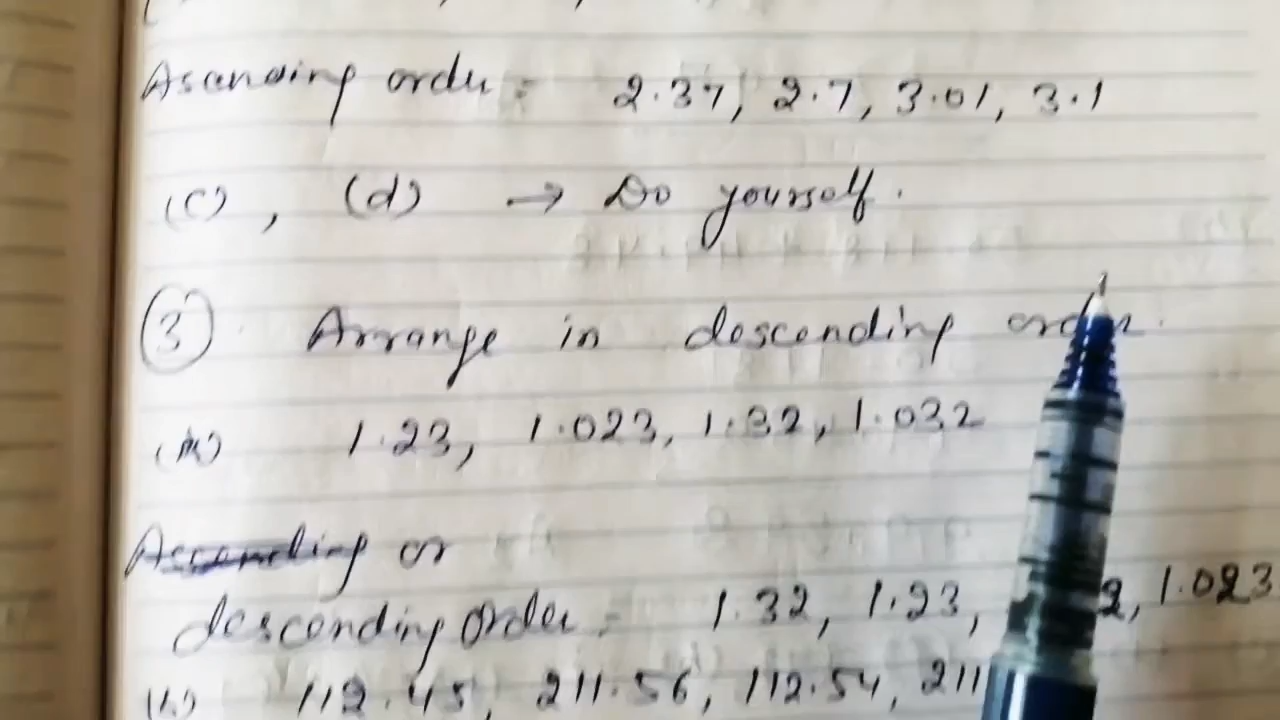 Ascending order = 2.37, 2.7, 3.01, 3.1
(c), (d) → Do yourself.
(3). Arrange in descending order.
1.23, 1.023, 1.32, 1.032
Ascending or
descending order = 1.32, 1.23, 2, 1.023
(b) 112.45, 211.56, 112.54, 211